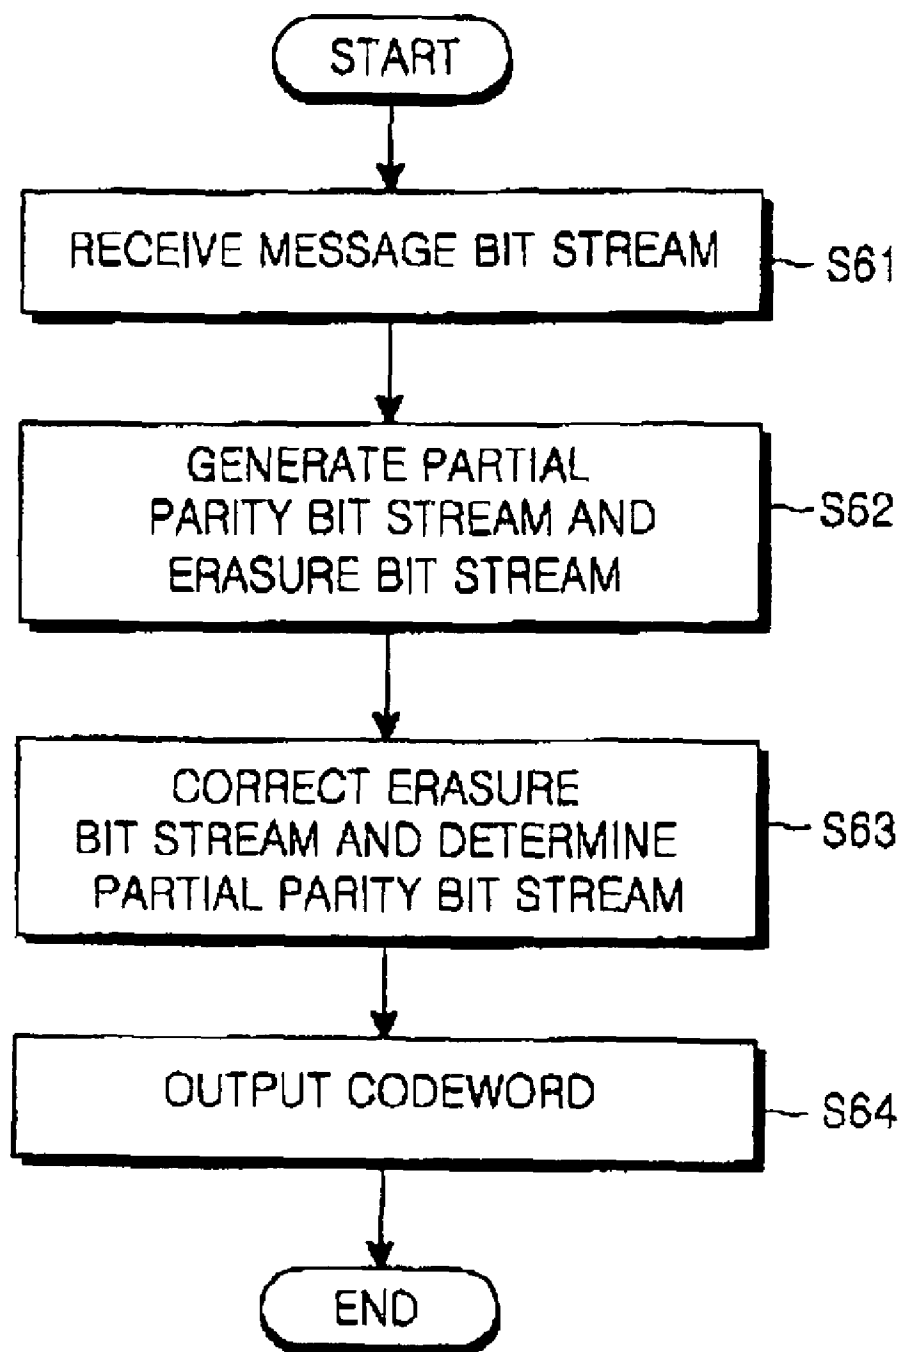 START
RECEIVE MESSAGE BIT STREAM
S61
GENERATE PARTIAL
PARITY BIT STREAM AND
ERASURE BIT STREAM
S62
CORRECT ERASURE
BIT STREAM AND DETERMINE
PARTIAL PARITY BIT STREAM
S63
OUTPUT CODEWORD
S64
END